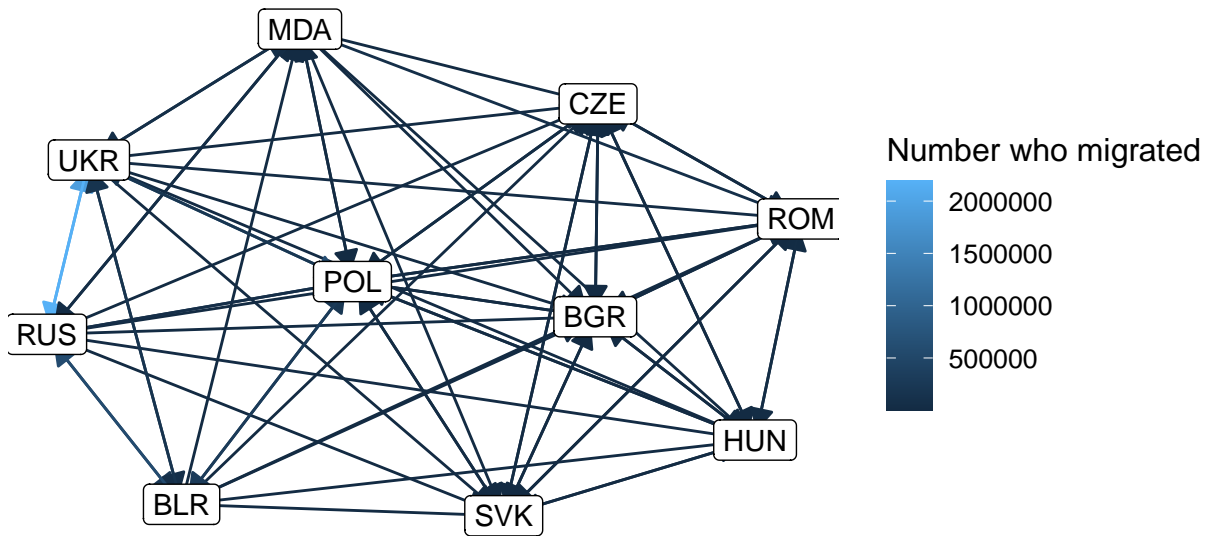 MDA
CZE
UKR
Number who migrated
2000000
ROM
1500000
POL
1000000
BGR
RUS
500000
HUN
BLR
SVK